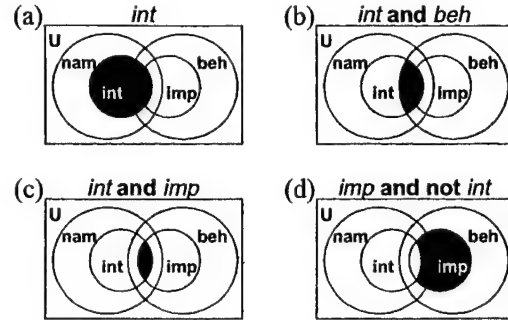 (a) int
U
nam beh
int imp
(b) int and beh
U
nam beh
int imp
(c) int and imp
U
nam beh
int imp
(d) imp and not int
U
nam beh
int imp